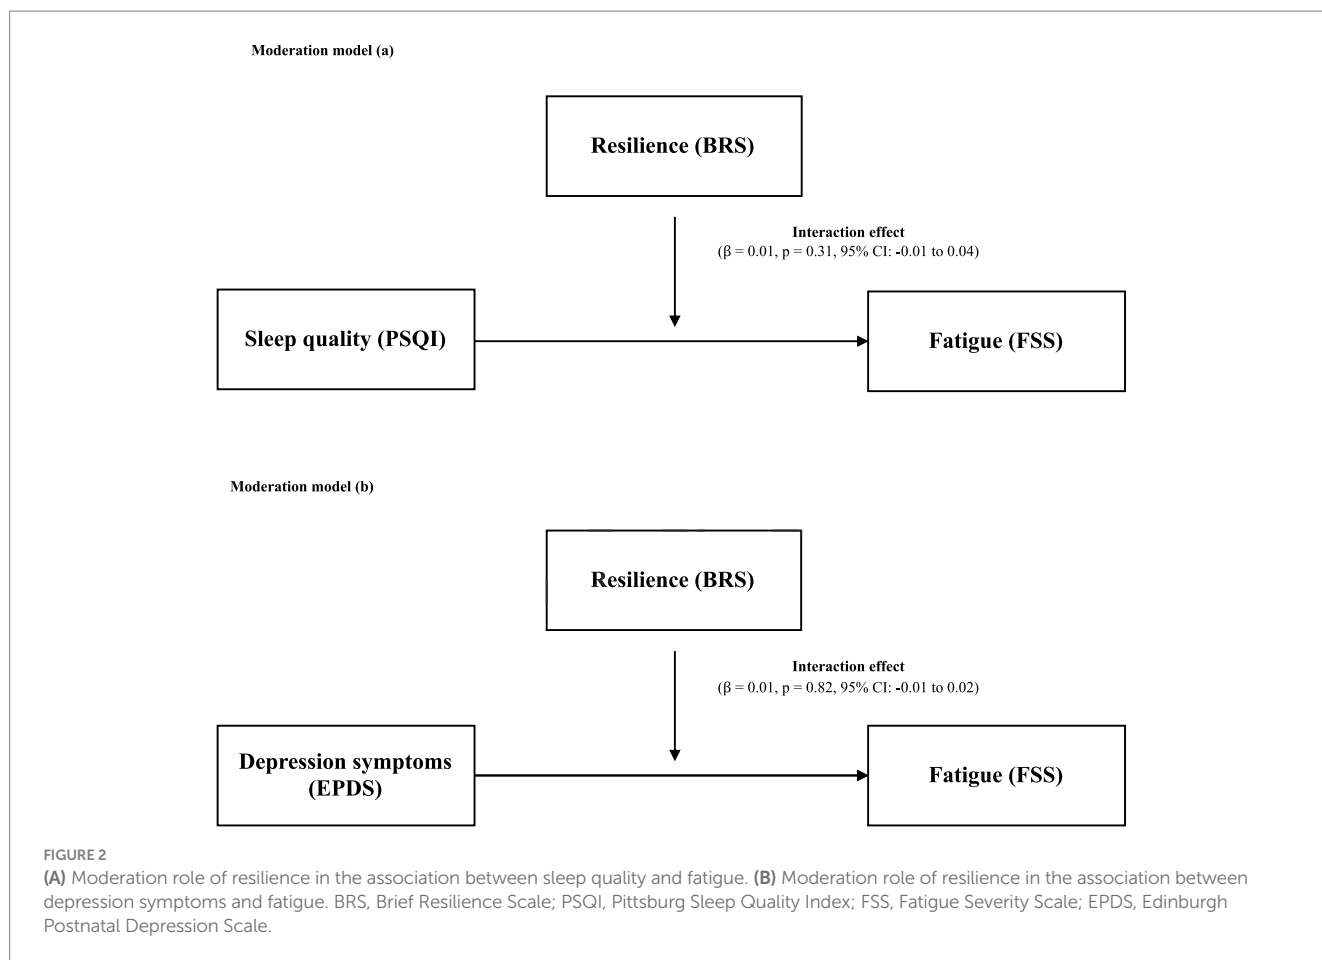 Moderation model (a)
Resilience (BRS)
Interaction effect
(β = 0.01, p = 0.31, 95% CI: -0.01 to 0.04)
Sleep quality (PSQI)
Fatigue (FSS)
Moderation model (b)
Resilience (BRS)
Interaction effect
(β = 0.01, p = 0.82, 95% CI: -0.01 to 0.02)
Depression symptoms
(EPDS)
Fatigue (FSS)
FIGURE 2
(A) Moderation role of resilience in the association between sleep quality and fatigue. (B) Moderation role of resilience in the association between
depression symptoms and fatigue. BRS, Brief Resilience Scale; PSQI, Pittsburg Sleep Quality Index; FSS, Fatigue Severity Scale; EPDS, Edinburgh
Postnatal Depression Scale.